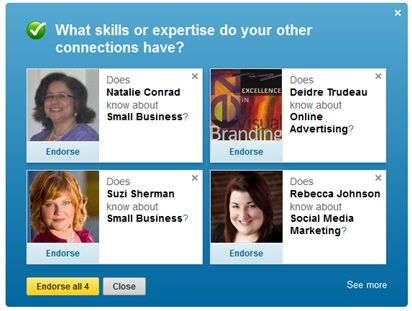 What skills or expertise do your other
connections have?
Does
Natalie Conrad
know about
Small Business?
Endorse
Does
Deidre Trudeau
know about
Online
Advertising?
EXCELLENCE
IN
Visual
Branding
Endorse
Does
Suzi Sherman
know about
Small Business?
Endorse
Does
Rebecca Johnson
know about
Social Media
Marketing?
Endorse
Endorse all 4
Close
See more